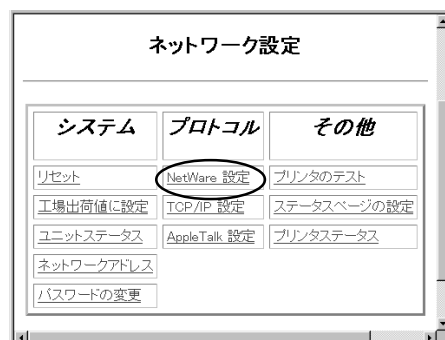 ネットワーク設定
システム プロトコル その他
リセット NetWare 設定 プリンタのテスト
工場出荷値に設定 TCP/IP 設定 ステータスページの設定
ユニットステータス AppleTalk 設定 プリンタステータス
ネットワークアドレス
パスワードの変更